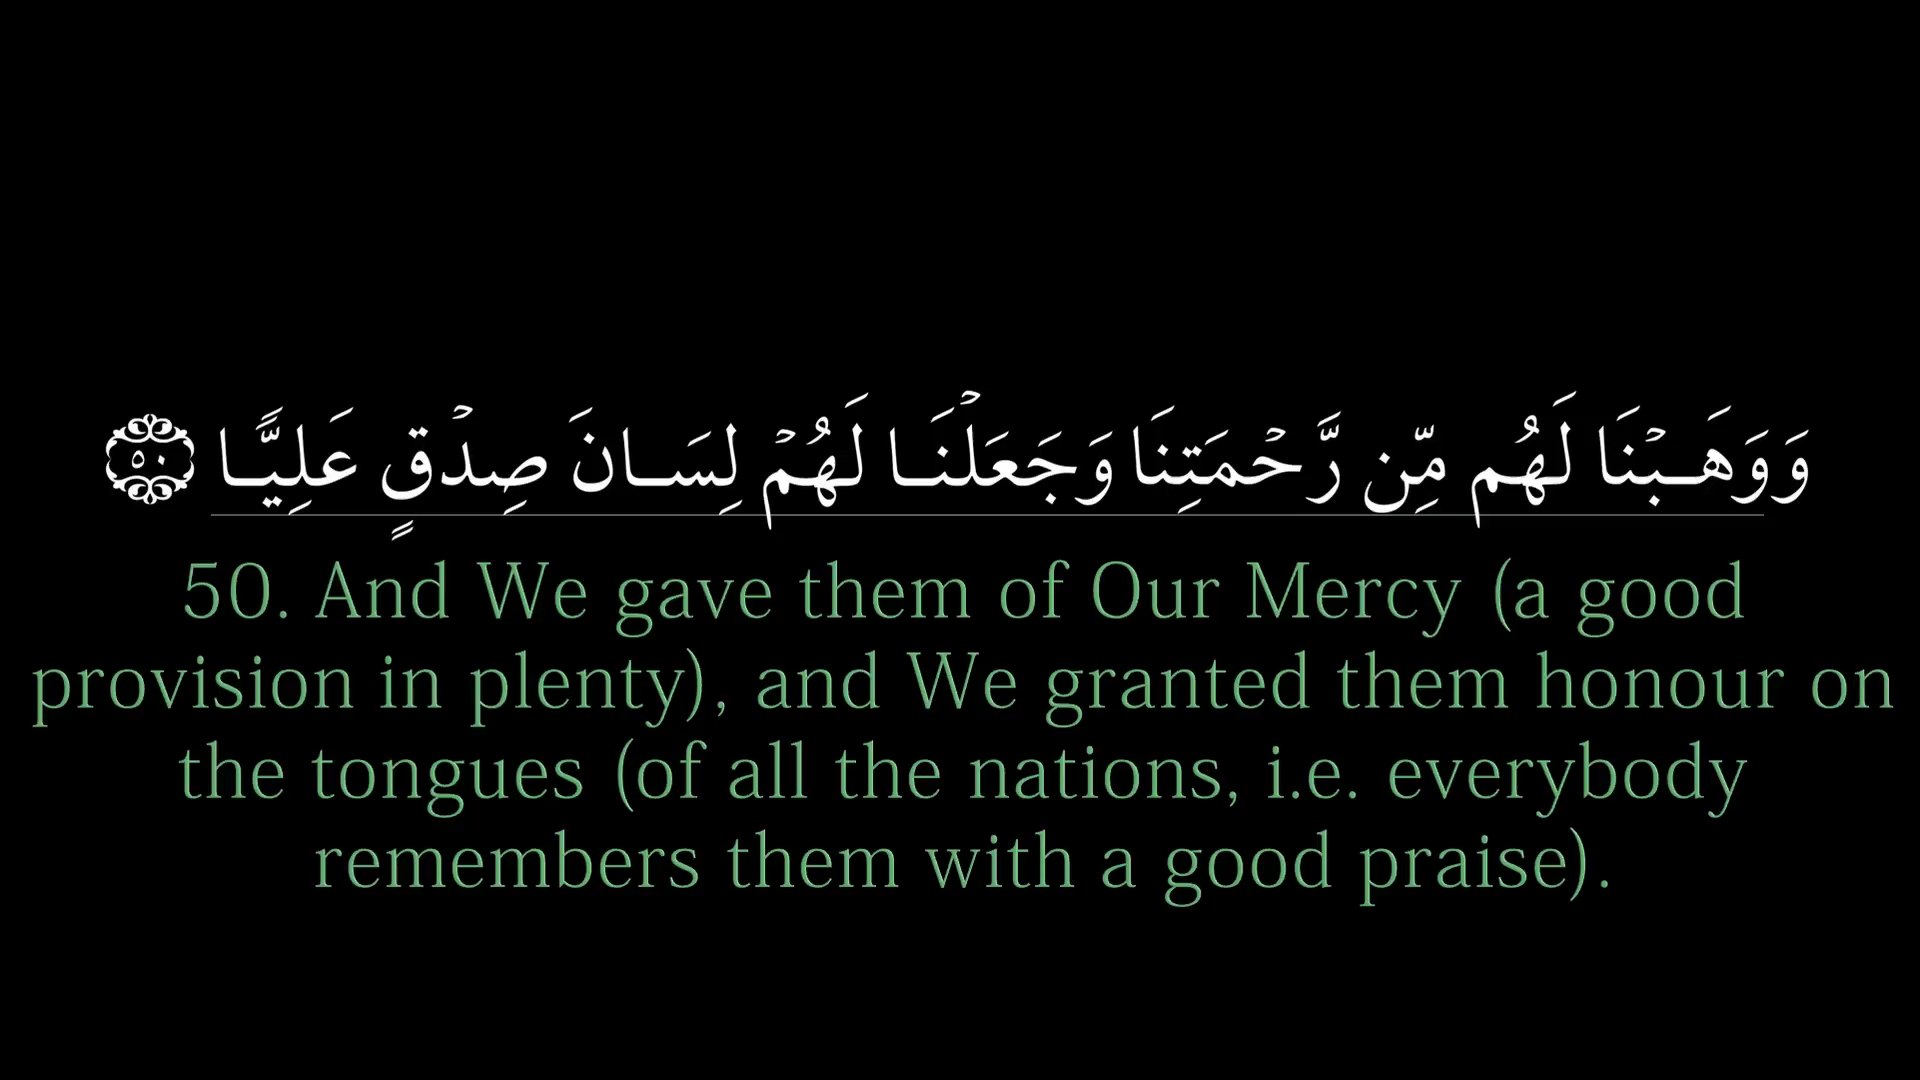 وَوَهَبْنَا لَهُم مِّن رَّحْمَتِنَا وَجَعَلْنَا لَهُمْ لِسَانَ صِدْقٍ عَلِيًّا ٥٠
50. And We gave them of Our Mercy (a good
provision in plenty), and We granted them honour on
the tongues (of all the nations, i.e. everybody
remembers them with a good praise).